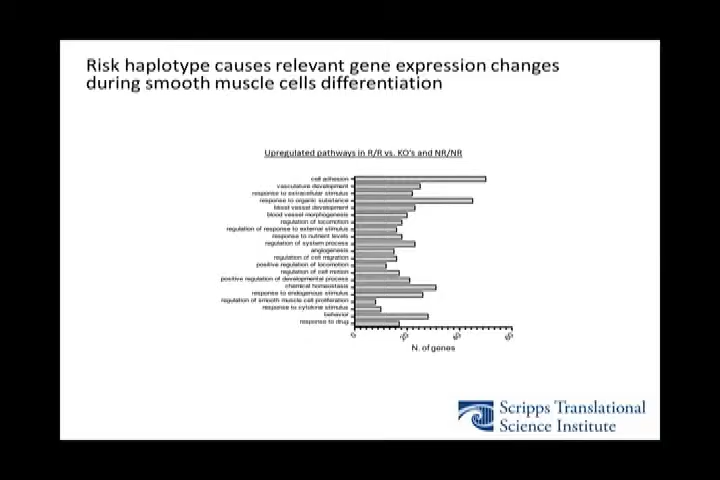 Risk haplotype causes relevant gene expression changes
during smooth muscle cells differentiation
Upregulated pathways in R/R vs. KO's and NR/NR
cell adhesion
vasculature development
response to extracellular stimulus
response to organic substance
blood vessel development
blood vessel morphogenesis
regulation of locomotion
regulation of response to external stimulus
response to nutrient levels
regulation of system process
angiogenesis
regulation of cell migration
positive regulation of locomotion
regulation of cell motion
positive regulation of developmental process
chemical homeostasis
response to endogenous stimulus
regulation of smooth muscle cell proliferation
response to cytokine stimulus
behavior
response to drug
0 20 40 60
N. of genes
Scripps Translational
Science Institute